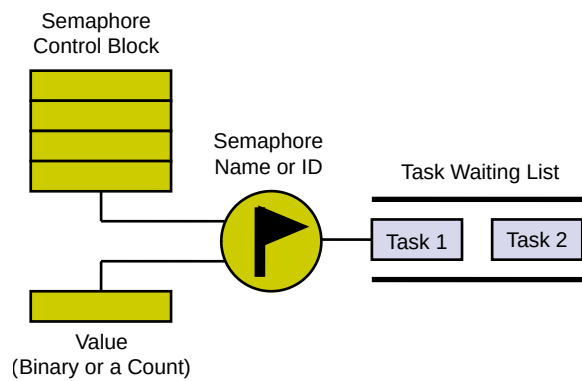 Semaphore
Control Block
Semaphore
Name or ID
Task Waiting List
Task 1
Task 2
Value
(Binary or a Count)